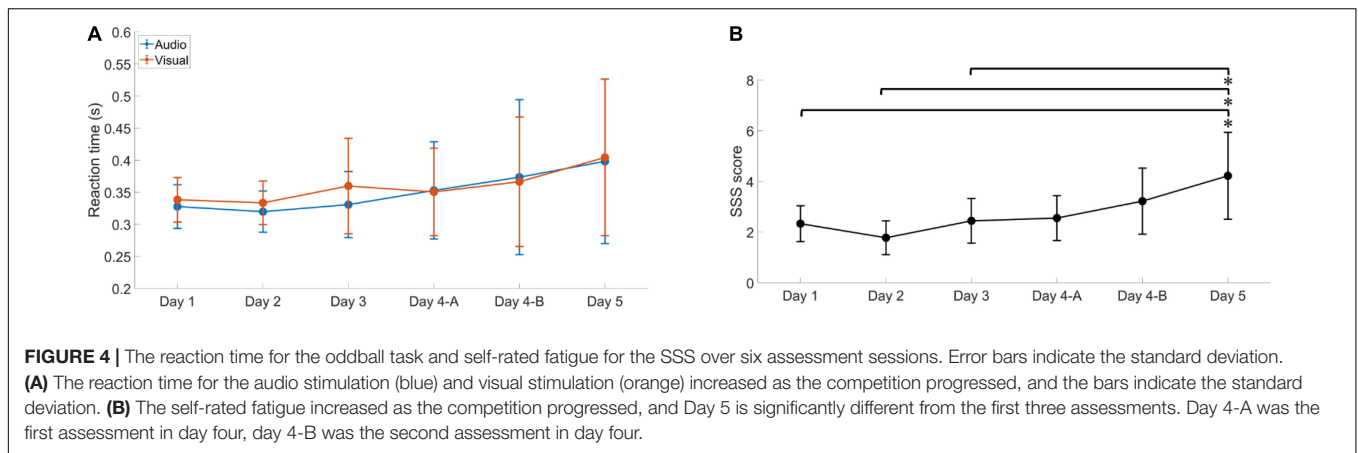 A
0.6
Audio
Visual
0.55
0.5
0.45
0.4
0.35
0.3
0.25
0.2
Reaction time (s)
Day 1 Day 2 Day 3 Day 4-A Day 4-B Day 5
B
8
6
4
2
0
SSS score
*
*
*
Day 1 Day 2 Day 3 Day 4-A Day 4-B Day 5
FIGURE 4 | The reaction time for the oddball task and self-rated fatigue for the SSS over six assessment sessions. Error bars indicate the standard deviation.
(A) The reaction time for the audio stimulation (blue) and visual stimulation (orange) increased as the competition progressed, and the bars indicate the standard
deviation. (B) The self-rated fatigue increased as the competition progressed, and Day 5 is significantly different from the first three assessments. Day 4-A was the
first assessment in day four, day 4-B was the second assessment in day four.